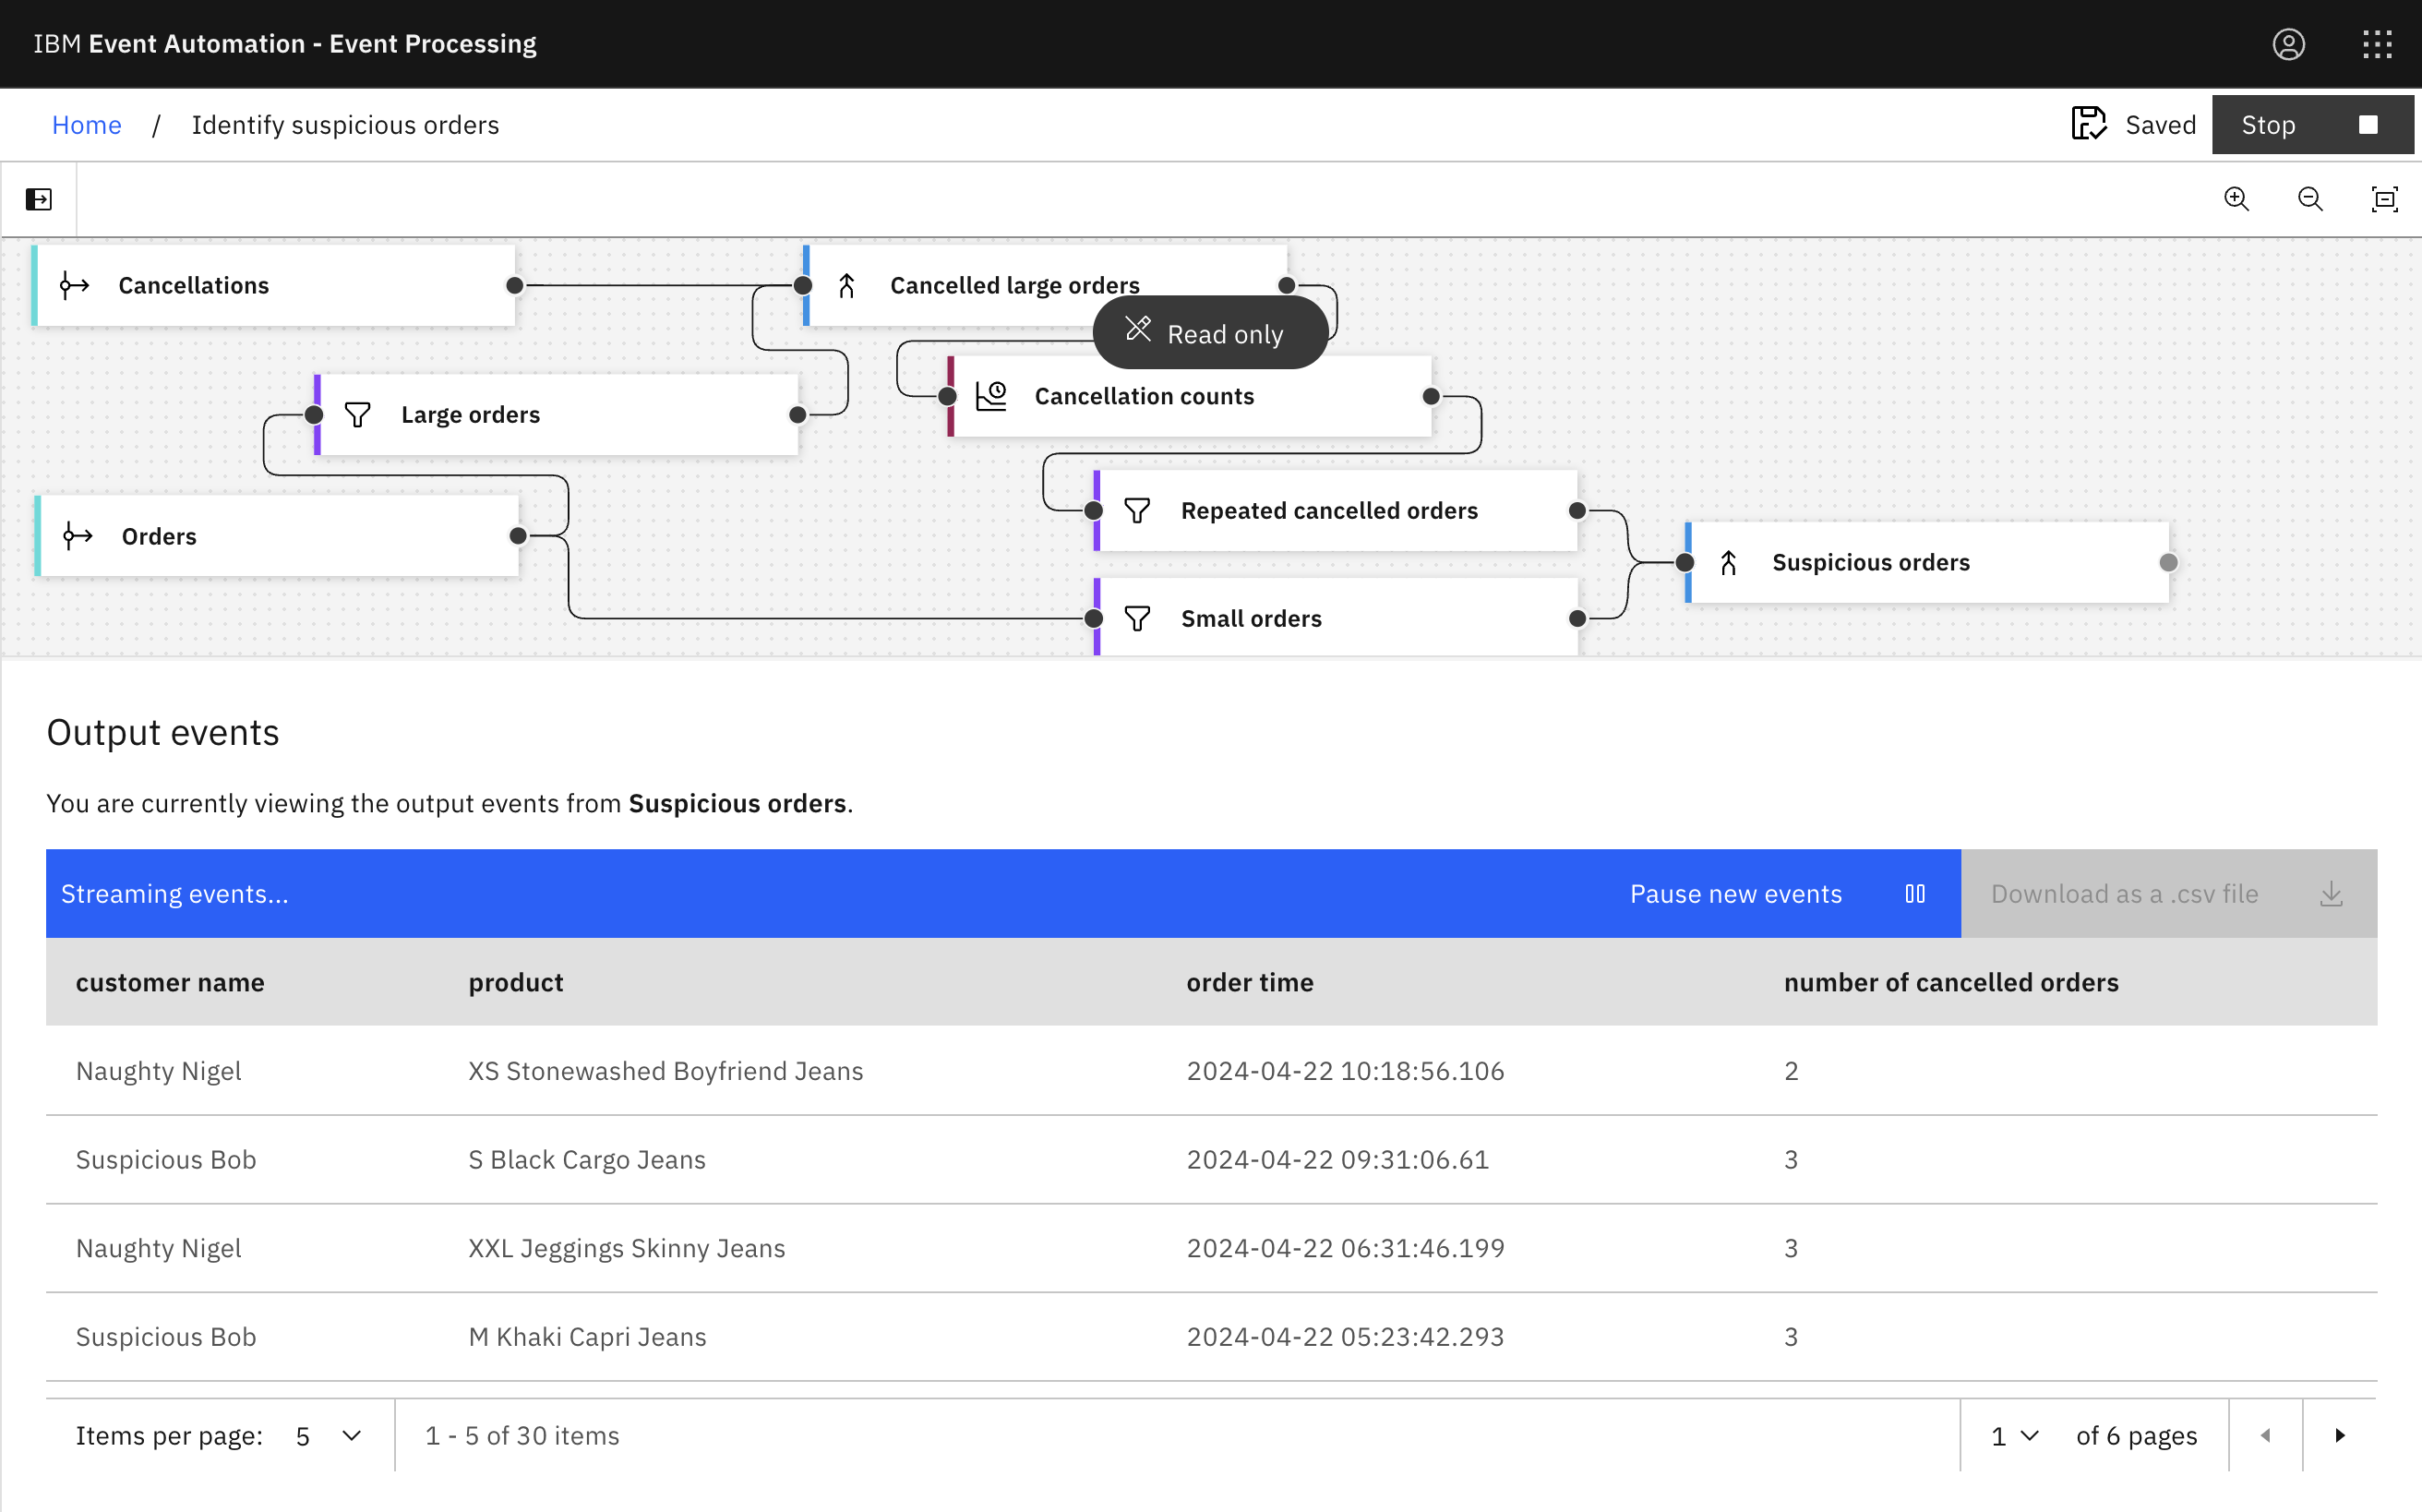 IBM Event Automation - Event Processing
Home / Identify suspicious orders
Saved
Stop
Cancellations
Cancelled large orders
Read only
Cancellation counts
Large orders
Repeated cancelled orders
Orders
Suspicious orders
Small orders
Output events
You are currently viewing the output events from Suspicious orders.
Streaming events...
Pause new events
Download as a .csv file
customer name product order time number of cancelled orders
Naughty Nigel XS Stonewashed Boyfriend Jeans 2024-04-22 10:18:56.106 2
Suspicious Bob S Black Cargo Jeans 2024-04-22 09:31:06.61 3
Naughty Nigel XXL Jeggings Skinny Jeans 2024-04-22 06:31:46.199 3
Suspicious Bob M Khaki Capri Jeans 2024-04-22 05:23:42.293 3
Items per page: 5 1 - 5 of 30 items 1 of 6 pages